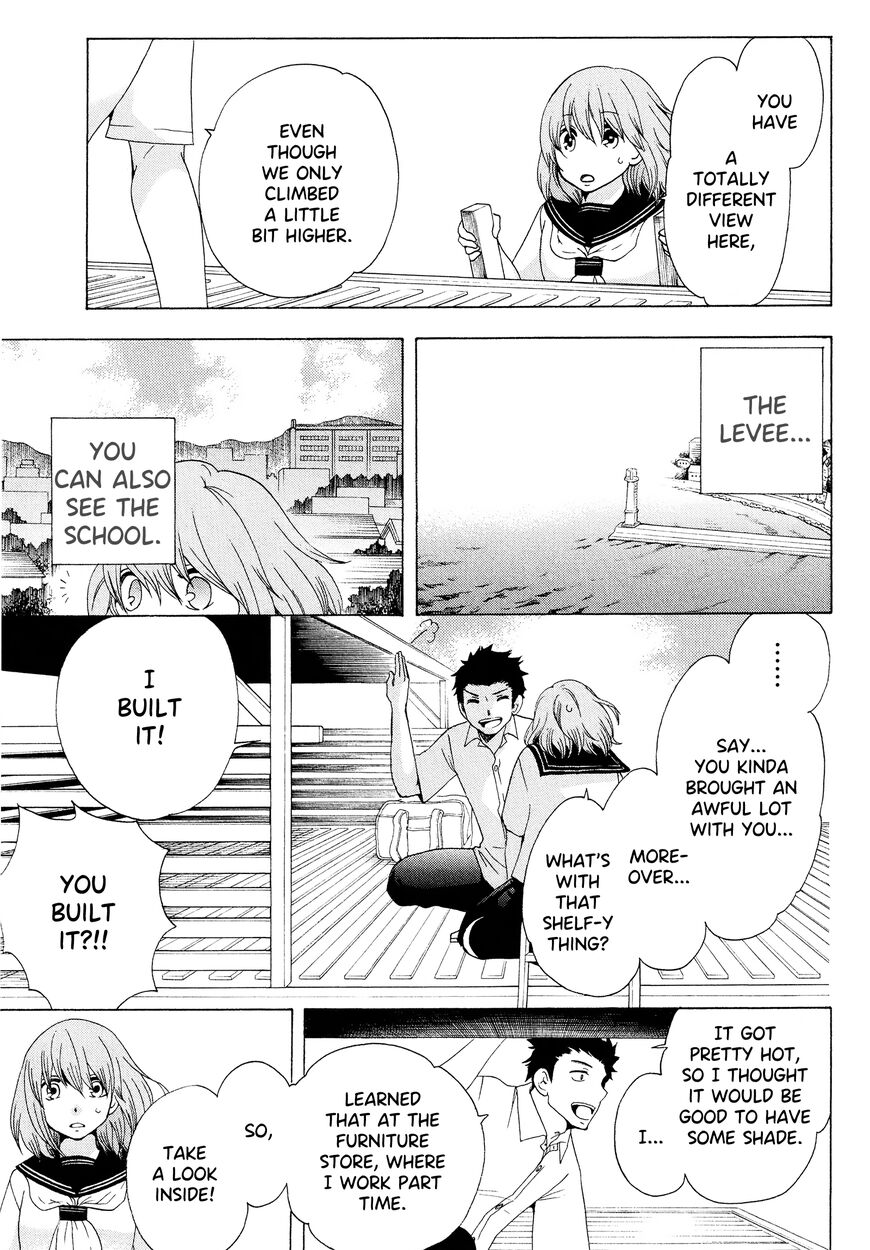 YOU
HAVE
A
TOTALLY
DIFFERENT
VIEW
HERE,
EVEN
THOUGH
WE ONLY
CLIMBED
A LITTLE
BIT HIGHER.
THE
LEVEE...
YOU
CAN ALSO
SEE THE
SCHOOL.
......
SAY...
YOU KINDA
BROUGHT AN
AWFUL LOT
WITH YOU...
MORE-
OVER...
WHAT'S
WITH
THAT
SHELF-Y
THING?
I
BUILT
IT!
YOU
BUILT
IT?!!
IT GOT
PRETTY HOT,
SO I THOUGHT
IT WOULD BE
GOOD TO HAVE
SOME SHADE.
I...
LEARNED
THAT AT THE
FURNITURE
STORE, WHERE
I WORK PART
TIME.
SO,
TAKE
A LOOK
INSIDE!